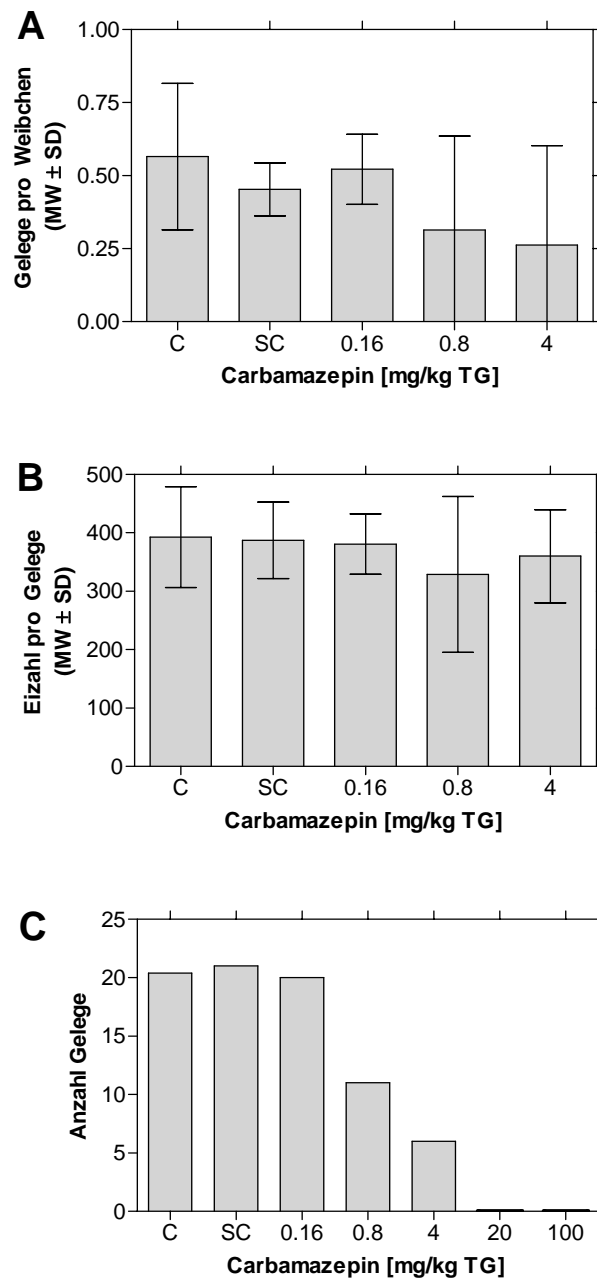 A
1.00
0.75
0.50
0.25
0.00
Gelege pro Weibchen
(MW ± SD)
C SC 0.16 0.8 4
Carbamazepin [mg/kg TG]
B
500
400
300
200
100
0
Eizahl pro Gelege
(MW ± SD)
C SC 0.16 0.8 4
Carbamazepin [mg/kg TG]
C
25
20
15
10
5
0
Anzahl Gelege
C SC 0.16 0.8 4 20 100
Carbamazepin [mg/kg TG]